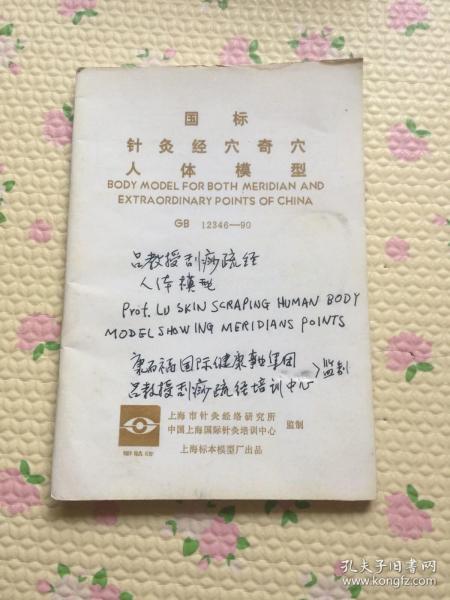 国标
针灸经穴奇穴
人体模型
BODY MODEL FOR BOTH MERIDIAN AND
EXTRAORDINARY POINTS OF CHINA
GB 12346—90
吕教授刮痧疏经
人体模型
Prof. LU SKIN SCRAPING HUMAN BODY
MODEL SHOWING MERIDIANS POINTS
康石福国际健康事业集团
吕教授刮痧疏经培训中心 监制
上海市针灸经络研究所
中国上海国际针灸培训中心 监制
上海标本模型厂出品
孔夫子旧书网
www.kongfz.com